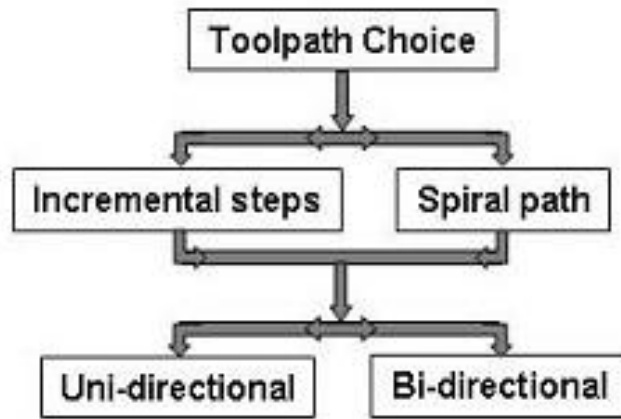 Toolpath Choice
Incremental steps
Spiral path
Uni-directional
Bi-directional